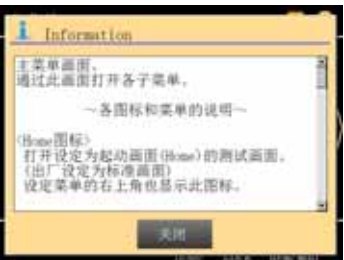 Information
主菜单画面。
通过此画面打开各子菜单。
～各图标和菜单的说明～
<Home图标>
打开设定为起动画面(Home)的测试画面。
(出厂设定为标准画面)
设定菜单的右上角也显示此图标。
关闭